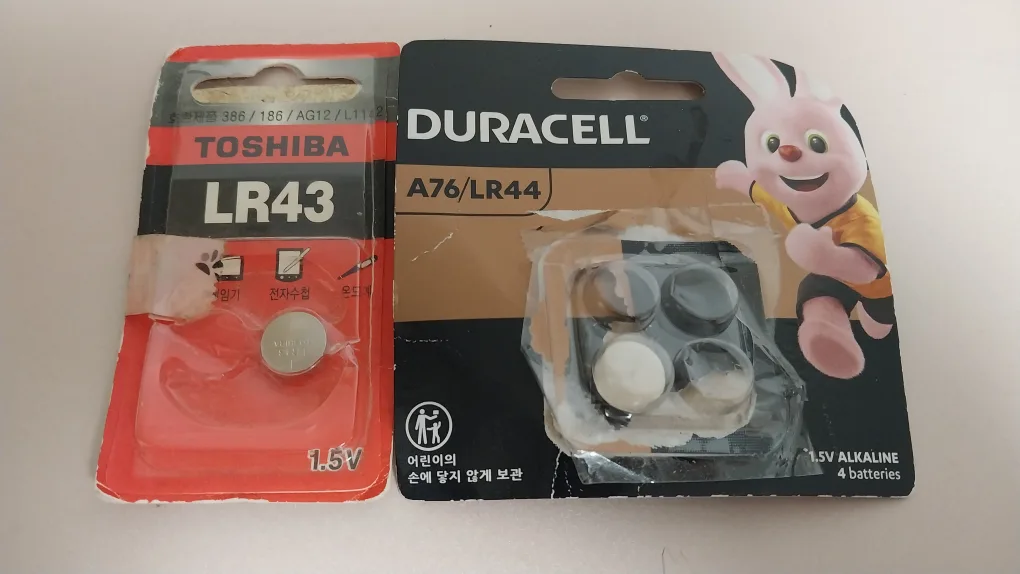 386 / 186 / AG12 / L1142
TOSHIBA
LR43
전자수첩
1.5V
DURACELL®
A76/LR44
어린이의
손에 닿지 않게 보관
1.5V ALKALINE
4 batteries